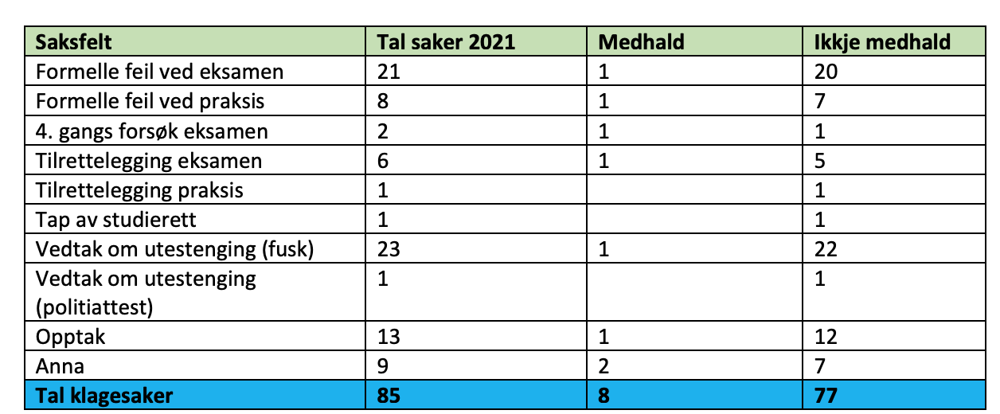 Saksfelt Tal saker 2021 Medhald Ikkje medhald
Formelle feil ved eksamen 21 1 20
Formelle feil ved praksis 8 1 7
4. gangs forsøk eksamen 2 1 1
Tilrettelegging eksamen 6 1 5
Tilrettelegging praksis 1 1
Tap av studierett 1 1
Vedtak om utestenging (fusk) 23 1 22
Vedtak om utestenging 1 1
(politiattest)
Opptak 13 1 12
Anna 9 2 7
Tal klagesaker 85 8 77